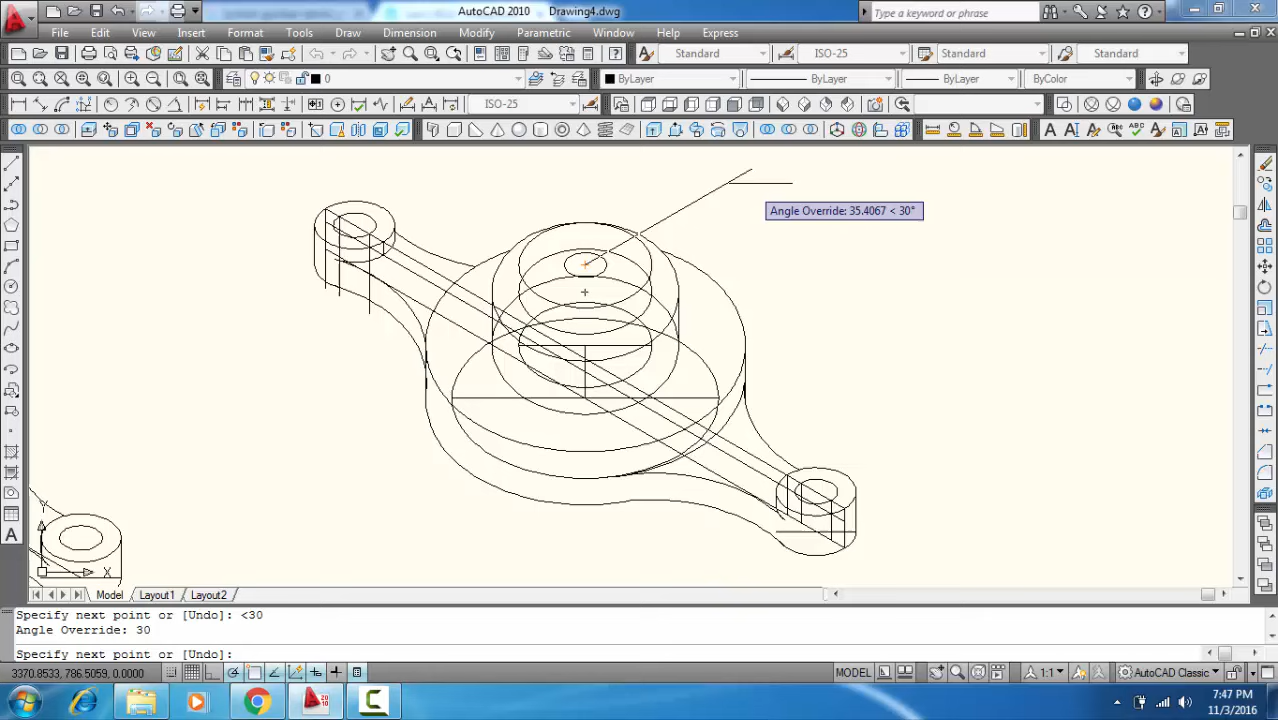 AutoCAD 2010 Drawing4.dwg
Type a keyword or phrase
File Edit View Insert Format Tools Draw Dimension Modify Parametric Window Help Express
Standard ISO-25 Standard Standard
0 ByLayer ByLayer ByLayer ByColor
ISO-25
Angle Override: 35.4067 < 30°
Y
X
Model Layout1 Layout2
Specify next point or [Undo]: <30
Angle Override: 30
Specify next point or [Undo]:
3370.8533, 786.5059, 0.0000 MODEL 1:1 AutoCAD Classic
7:47 PM
11/3/2016